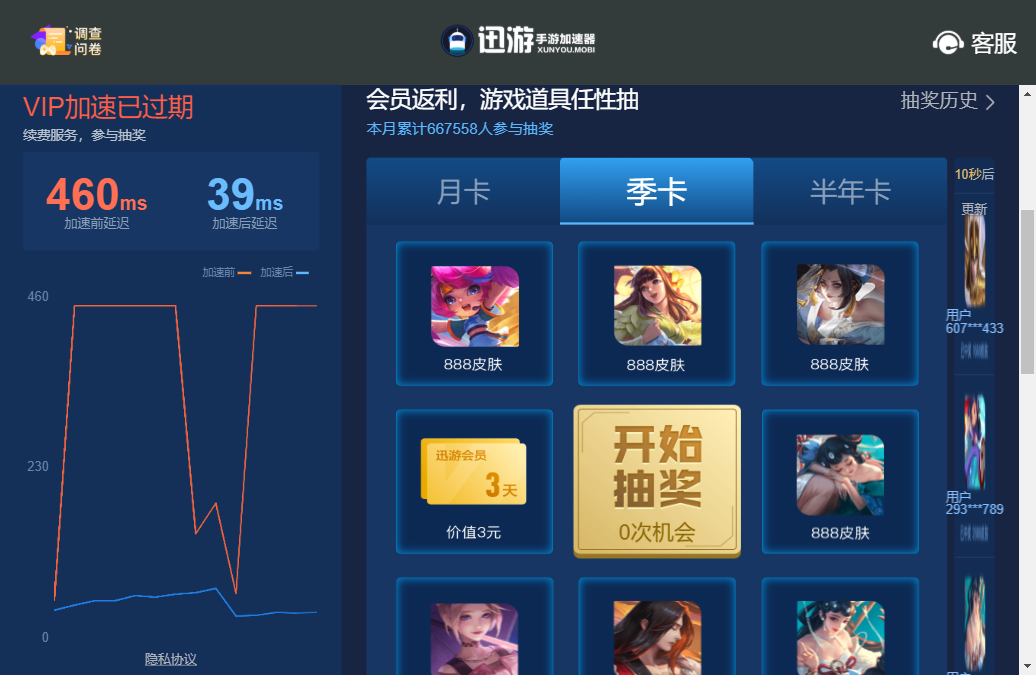 调查
问卷
迅游手游加速器
XUNYOU.MOBI
客服
VIP加速已过期
续费服务，参与抽奖
460ms
39ms
加速前延迟
加速后延迟
加速前
加速后
460
230
0
隐私协议
会员返利，游戏道具任性抽
抽奖历史
本月累计667558人参与抽奖
月卡
季卡
半年卡
888皮肤
888皮肤
888皮肤
迅游会员
3天
价值3元
开始
抽奖
0次机会
888皮肤
10秒后
更新
用户
607***433
用户
293***789